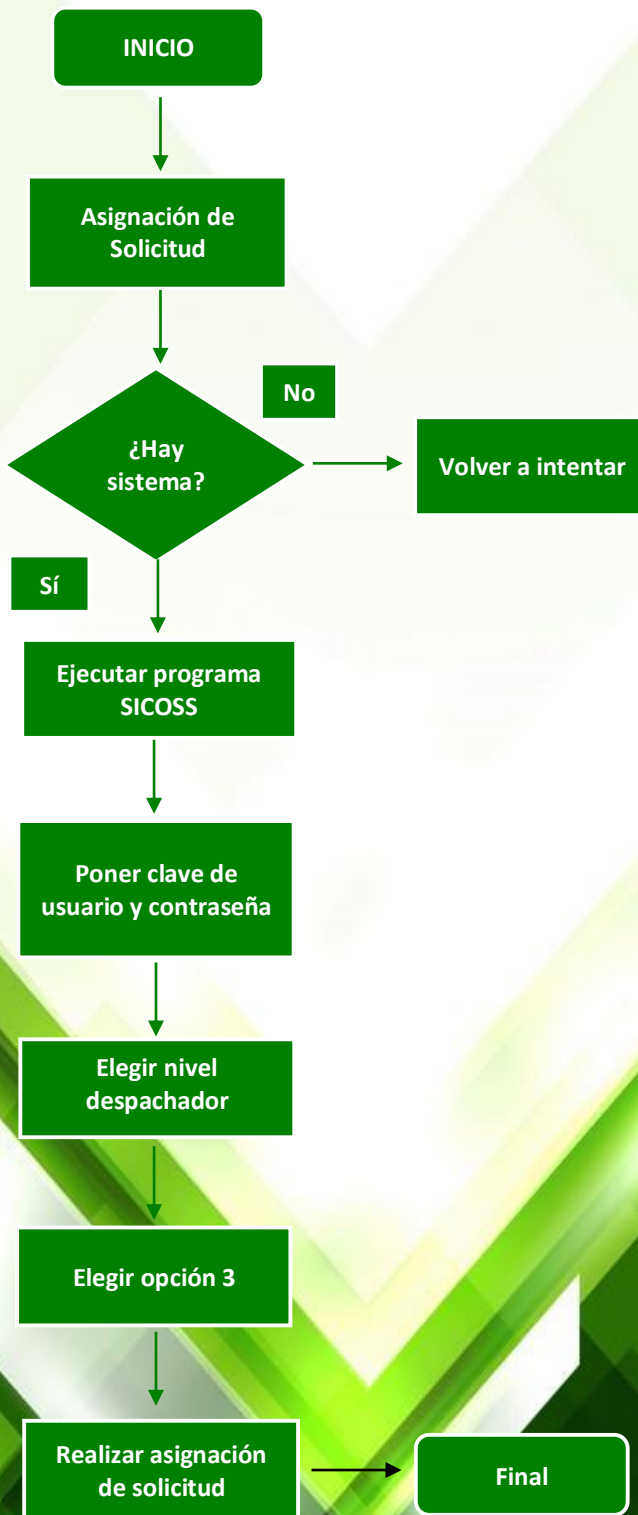 INICIO
Asignación de
Solicitud
No
¿Hay
sistema?
Volver a intentar
Sí
Ejecutar programa
SICOSS
Poner clave de
usuario y contraseña
Elegir nivel
despachador
Elegir opción 3
Realizar asignación
de solicitud
Final